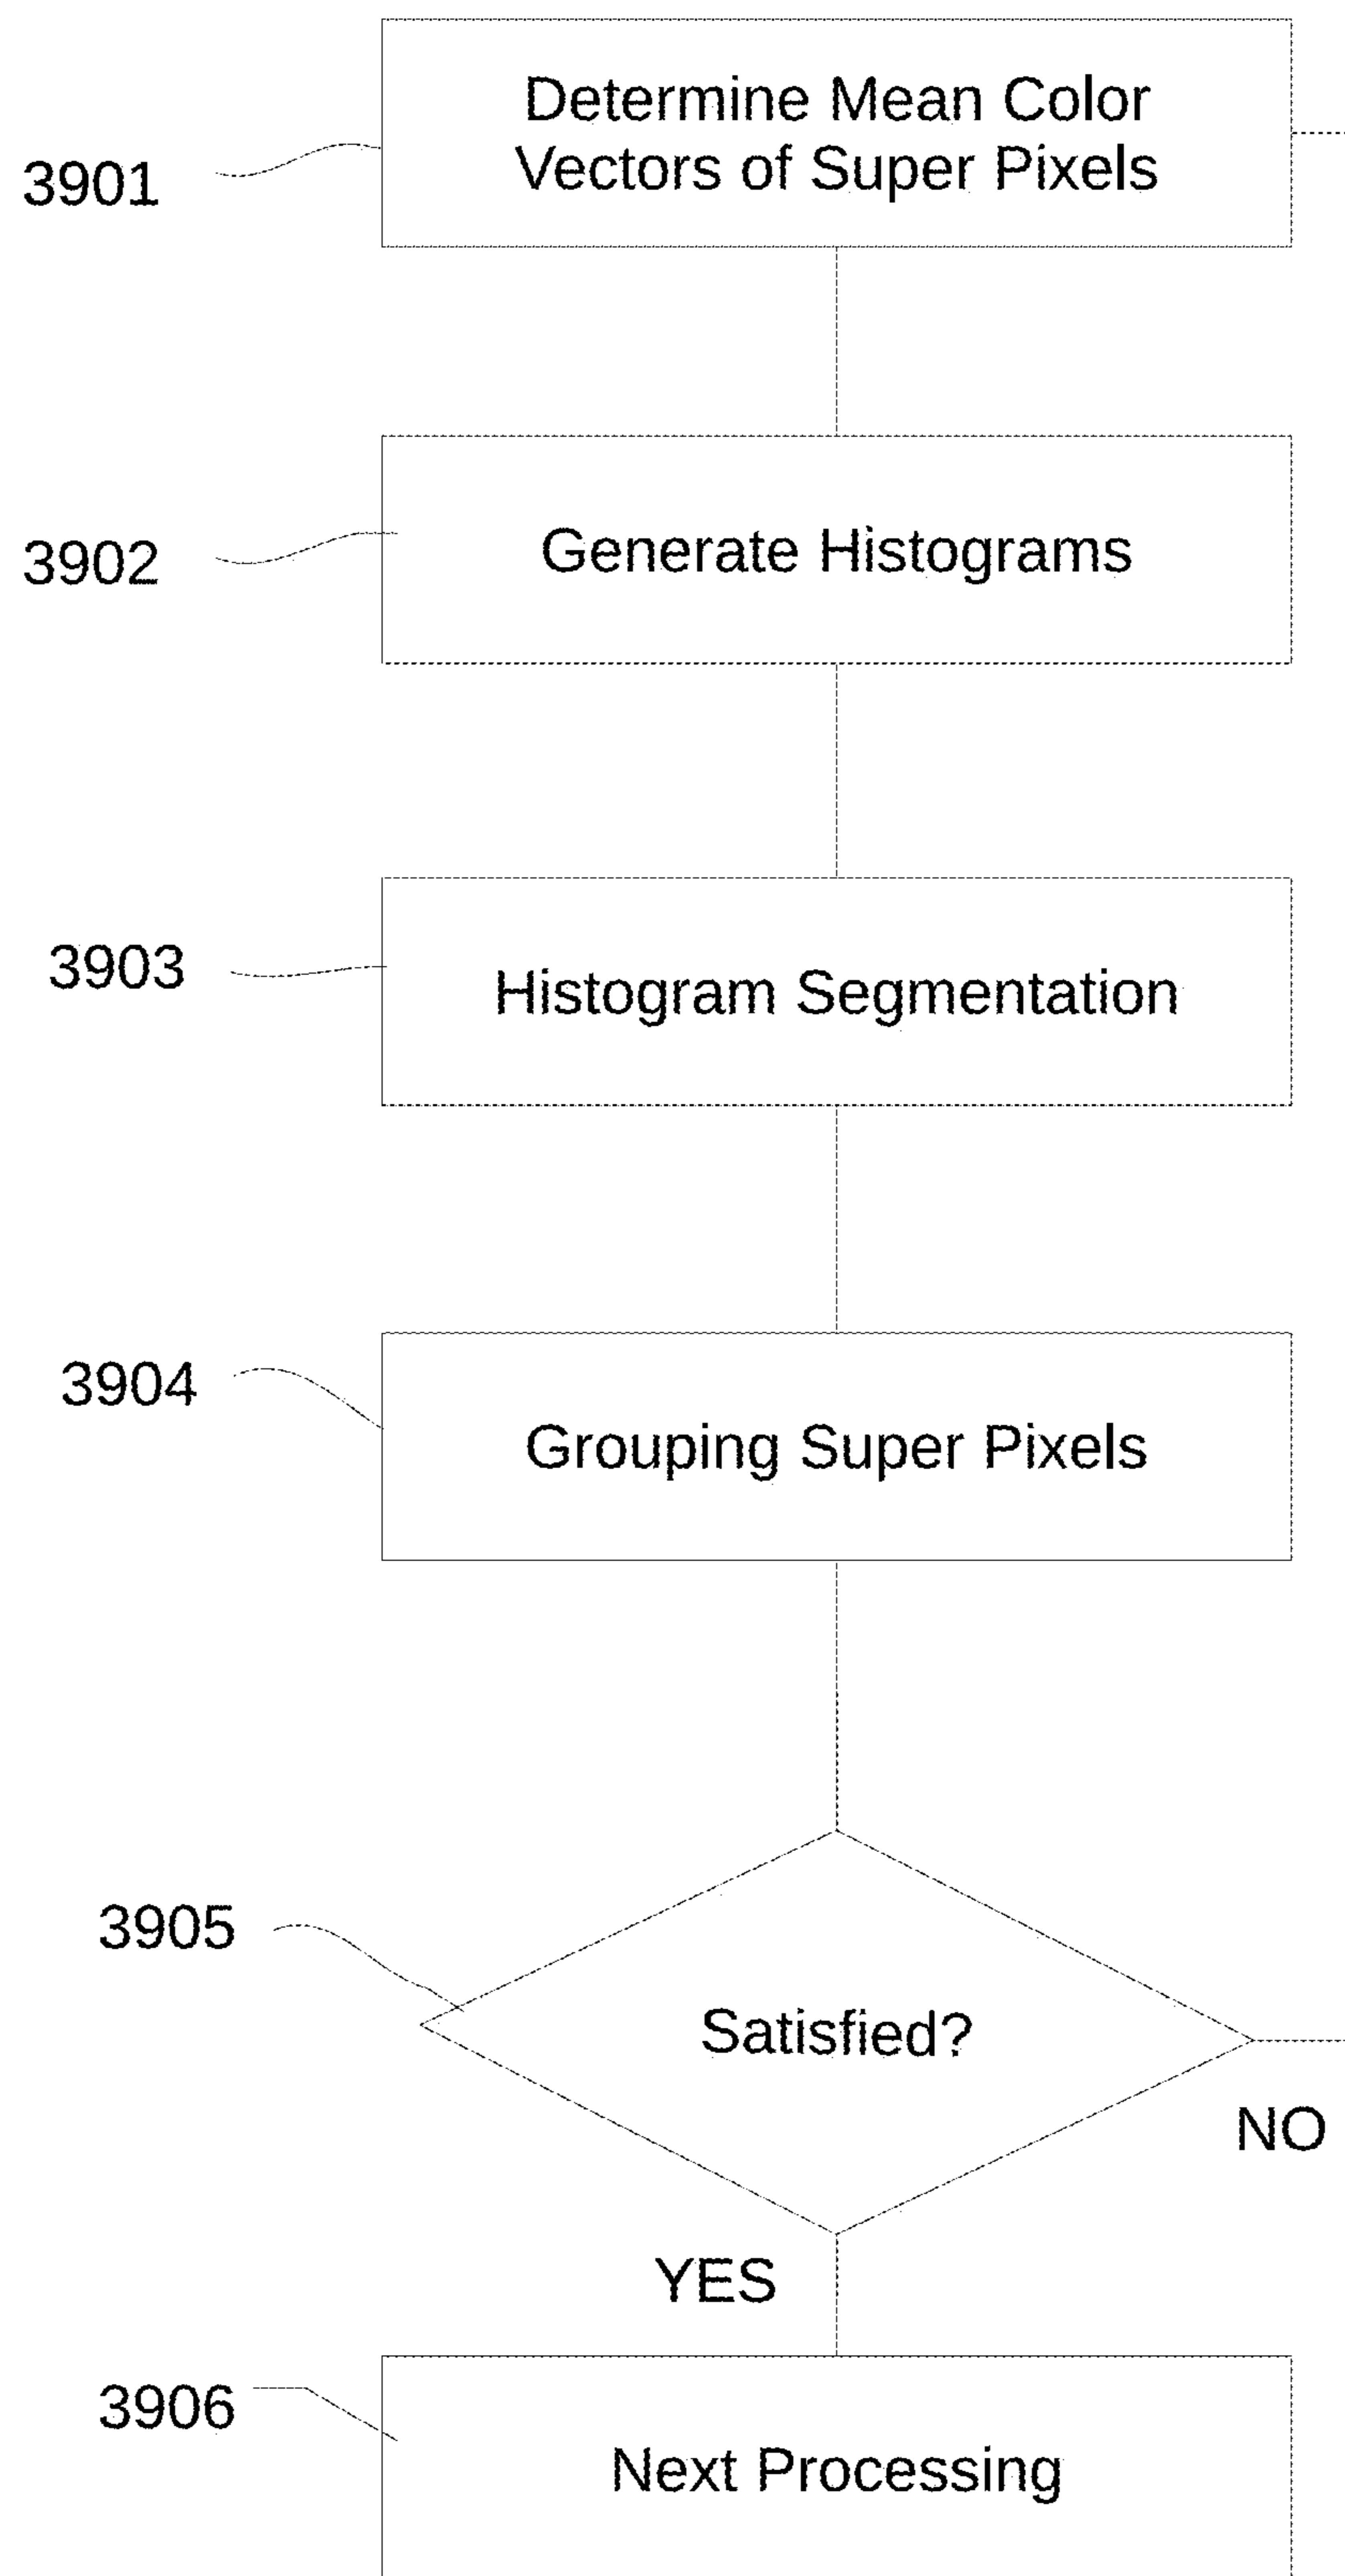 Determine Mean Color
Vectors of Super Pixels
3901
Generate Histograms
3902
Histogram Segmentation
3903
Grouping Super Pixels
3904
3905
Satisfied?
NO
YES
3906
Next Processing